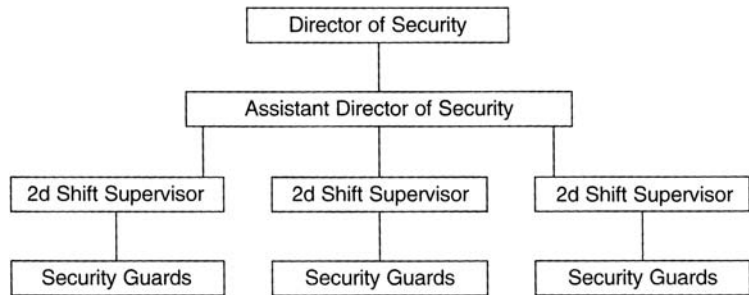 Director of Security
Assistant Director of Security
2d Shift Supervisor
2d Shift Supervisor
2d Shift Supervisor
Security Guards
Security Guards
Security Guards